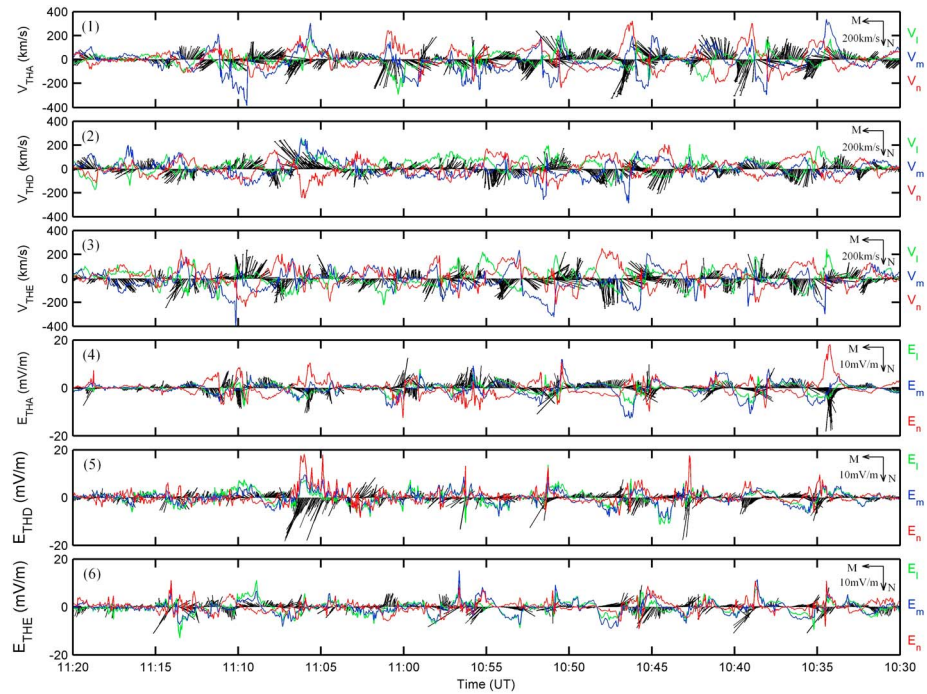 400
200
0
-200
-400
V_THA (km/s)
(1)
M
200km/s
N
V_l
V_m
V_n
400
200
0
-200
-400
V_THD (km/s)
(2)
M
200km/s
N
V_l
V_m
V_n
400
200
0
-200
-400
V_THE (km/s)
(3)
M
200km/s
N
V_l
V_m
V_n
20
0
20
E_THA (mV/m)
(4)
M
10mV/m
N
E_l
E_m
E_n
20
0
-20
E_THD (mV/m)
(5)
M
10mV/m
N
E_l
E_m
E_n
20
0
-20
E_THE (mV/m)
(6)
M
10mV/m
N
E_l
E_m
E_n
11:20 11:15 11:10 11:05 11:00 10:55 10:50 10:45 10:40 10:35 10:30
Time (UT)